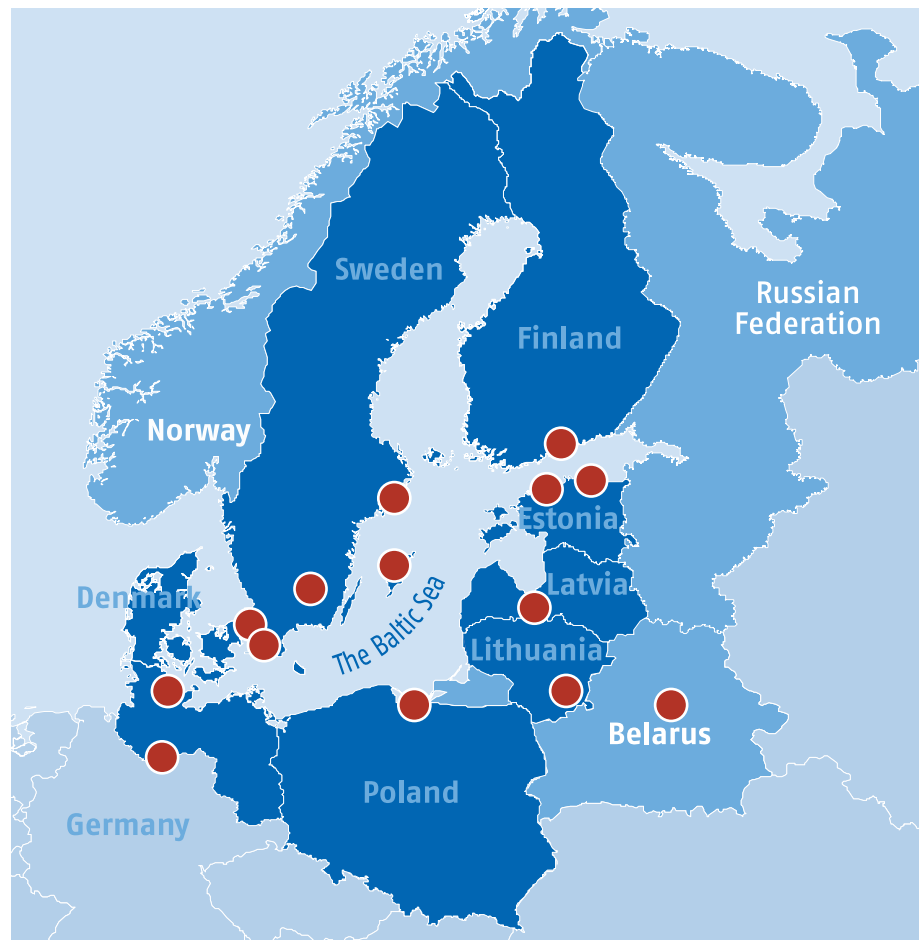 Sweden
Russian
Federation
Finland
Norway
Estonia
Denmark
Latvia
The Baltic Sea
Lithuania
Belarus
Poland
Germany